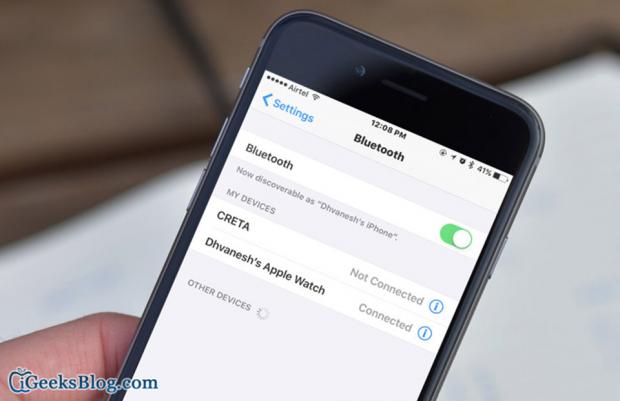 Airtel
12:08 PM
41%
Settings
Bluetooth
Bluetooth
Now discoverable as "Dhvanesh's iPhone".
MY DEVICES
CRETA
Not Connected
Dhvanesh's Apple Watch
Connected
OTHER DEVICES
iGeeksBlog.com